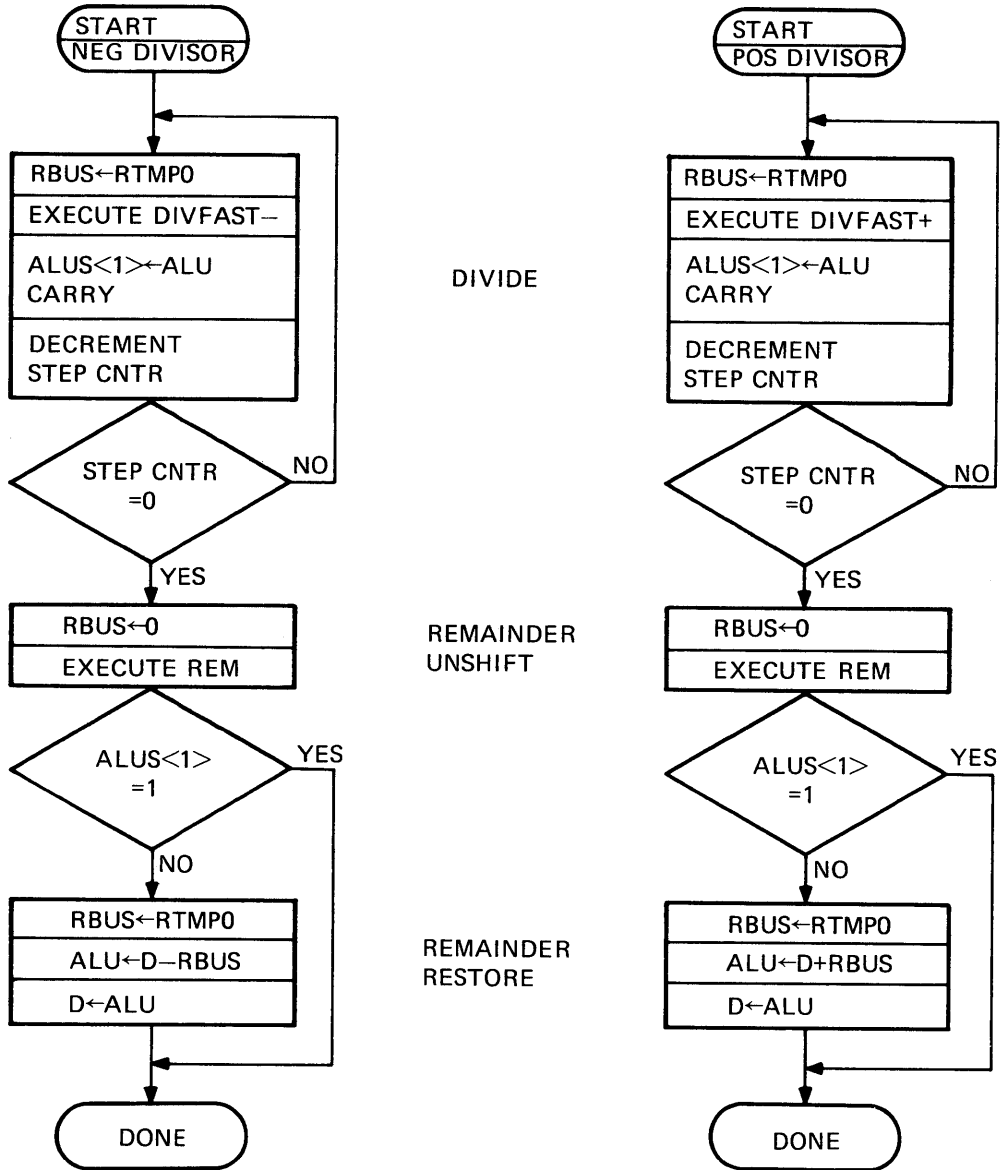 START
NEG DIVISOR
RBUS←RTMP0
EXECUTE DIVFAST–
ALUS<1>←ALU
CARRY
DECREMENT
STEP CNTR
STEP CNTR
=0
NO
YES
RBUS←0
EXECUTE REM
ALUS<1>
=1
YES
NO
RBUS←RTMP0
ALU←D–RBUS
D←ALU
DONE
DIVIDE
REMAINDER
UNSHIFT
REMAINDER
RESTORE
START
POS DIVISOR
RBUS←RTMP0
EXECUTE DIVFAST+
ALUS<1>←ALU
CARRY
DECREMENT
STEP CNTR
STEP CNTR
=0
NO
YES
RBUS←0
EXECUTE REM
ALUS<1>
=1
YES
NO
RBUS←RTMP0
ALU←D+RBUS
D←ALU
DONE